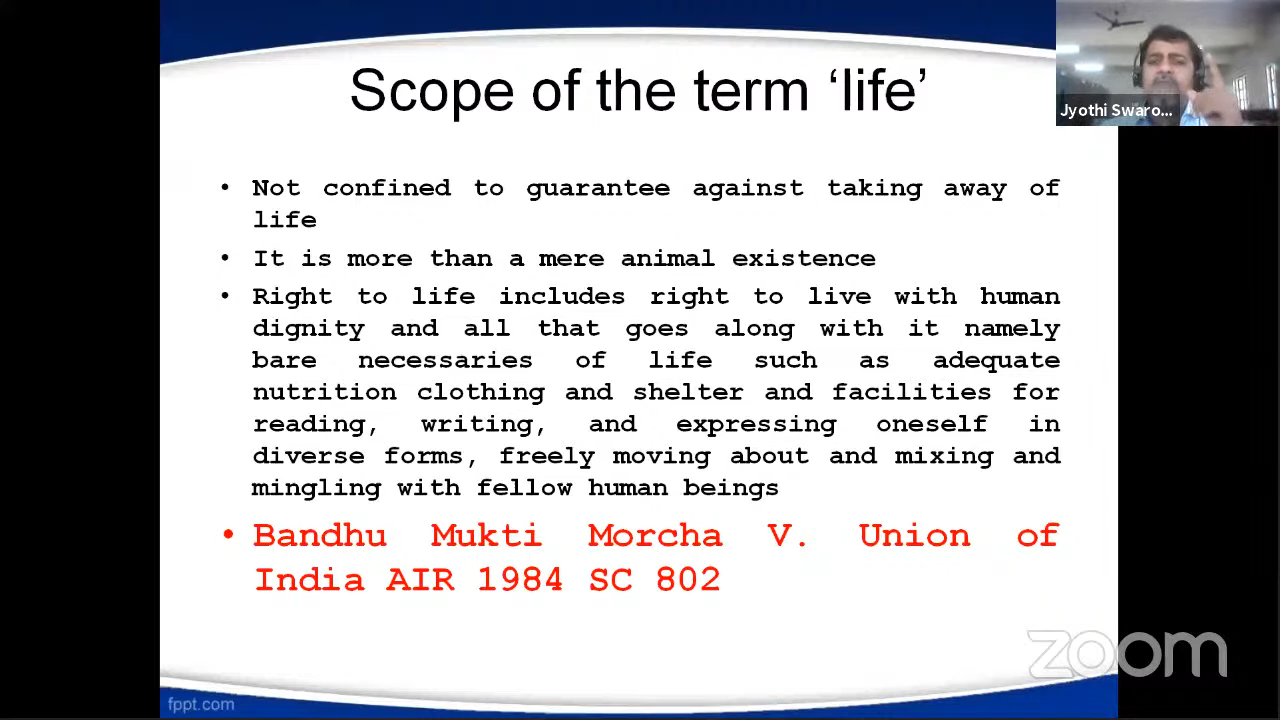 Scope of the term ‘life’
Jyothi Swaro...
• Not confined to guarantee against taking away of
life
• It is more than a mere animal existence
• Right to life includes right to live with human
dignity and all that goes along with it namely
bare necessaries of life such as adequate
nutrition clothing and shelter and facilities for
reading, writing, and expressing oneself in
diverse forms, freely moving about and mixing and
mingling with fellow human beings
• Bandhu Mukti Morcha V. Union of
India AIR 1984 SC 802
zoom
fppt.com